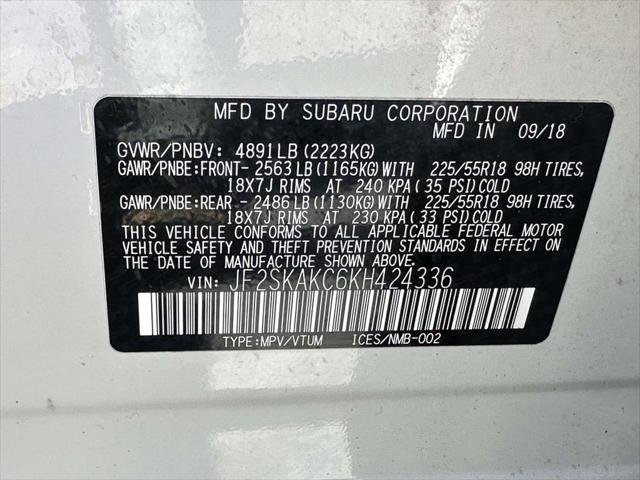 MFD BY SUBARU CORPORATION
MFD IN 09/18
GVWR/PNBV: 4891LB (2223KG)
GAWR/PNBE:FRONT- 2563 LB (1165KG) WITH 225/55R18 98H TIRES,
18X7J RIMS AT 240 KPA (35 PSI) COLD
GAWR/PNBE:REAR - 2486 LB (1130KG) WITH 225/55R18 98H TIRES,
18X7J RIMS AT 230 KPA (33 PSI) COLD
THIS VEHICLE CONFORMS TO ALL APPLICABLE FEDERAL MOTOR
VEHICLE SAFETY AND THEFT PREVENTION STANDARDS IN EFFECT ON
THE DATE OF MANUFACTURE SHOWN ABOVE.
VIN: JF2SKAKC6KH424336
TYPE:MPV/VTUM ICES/NMB-002